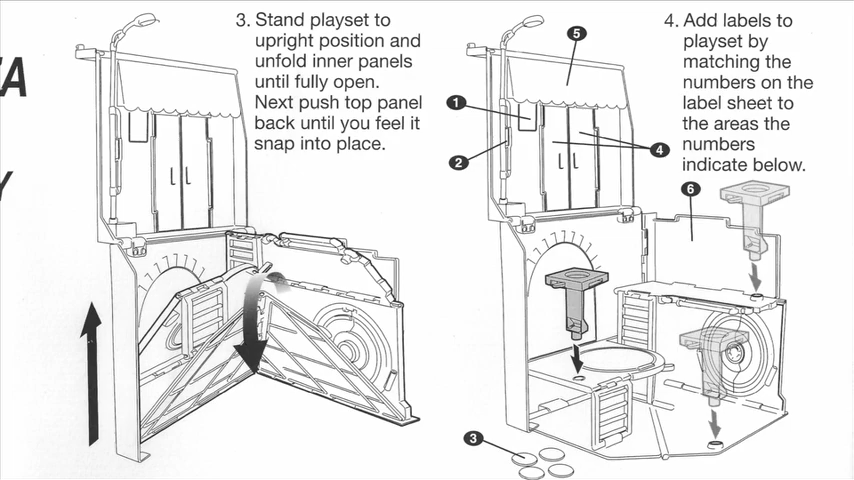 A
Y
3. Stand playset to
upright position and
unfold inner panels
until fully open.
Next push top panel
back until you feel it
snap into place.
4. Add labels to
playset by
matching the
numbers on the
label sheet to
the areas the
numbers
indicate below.
5
1
2
4
6
3